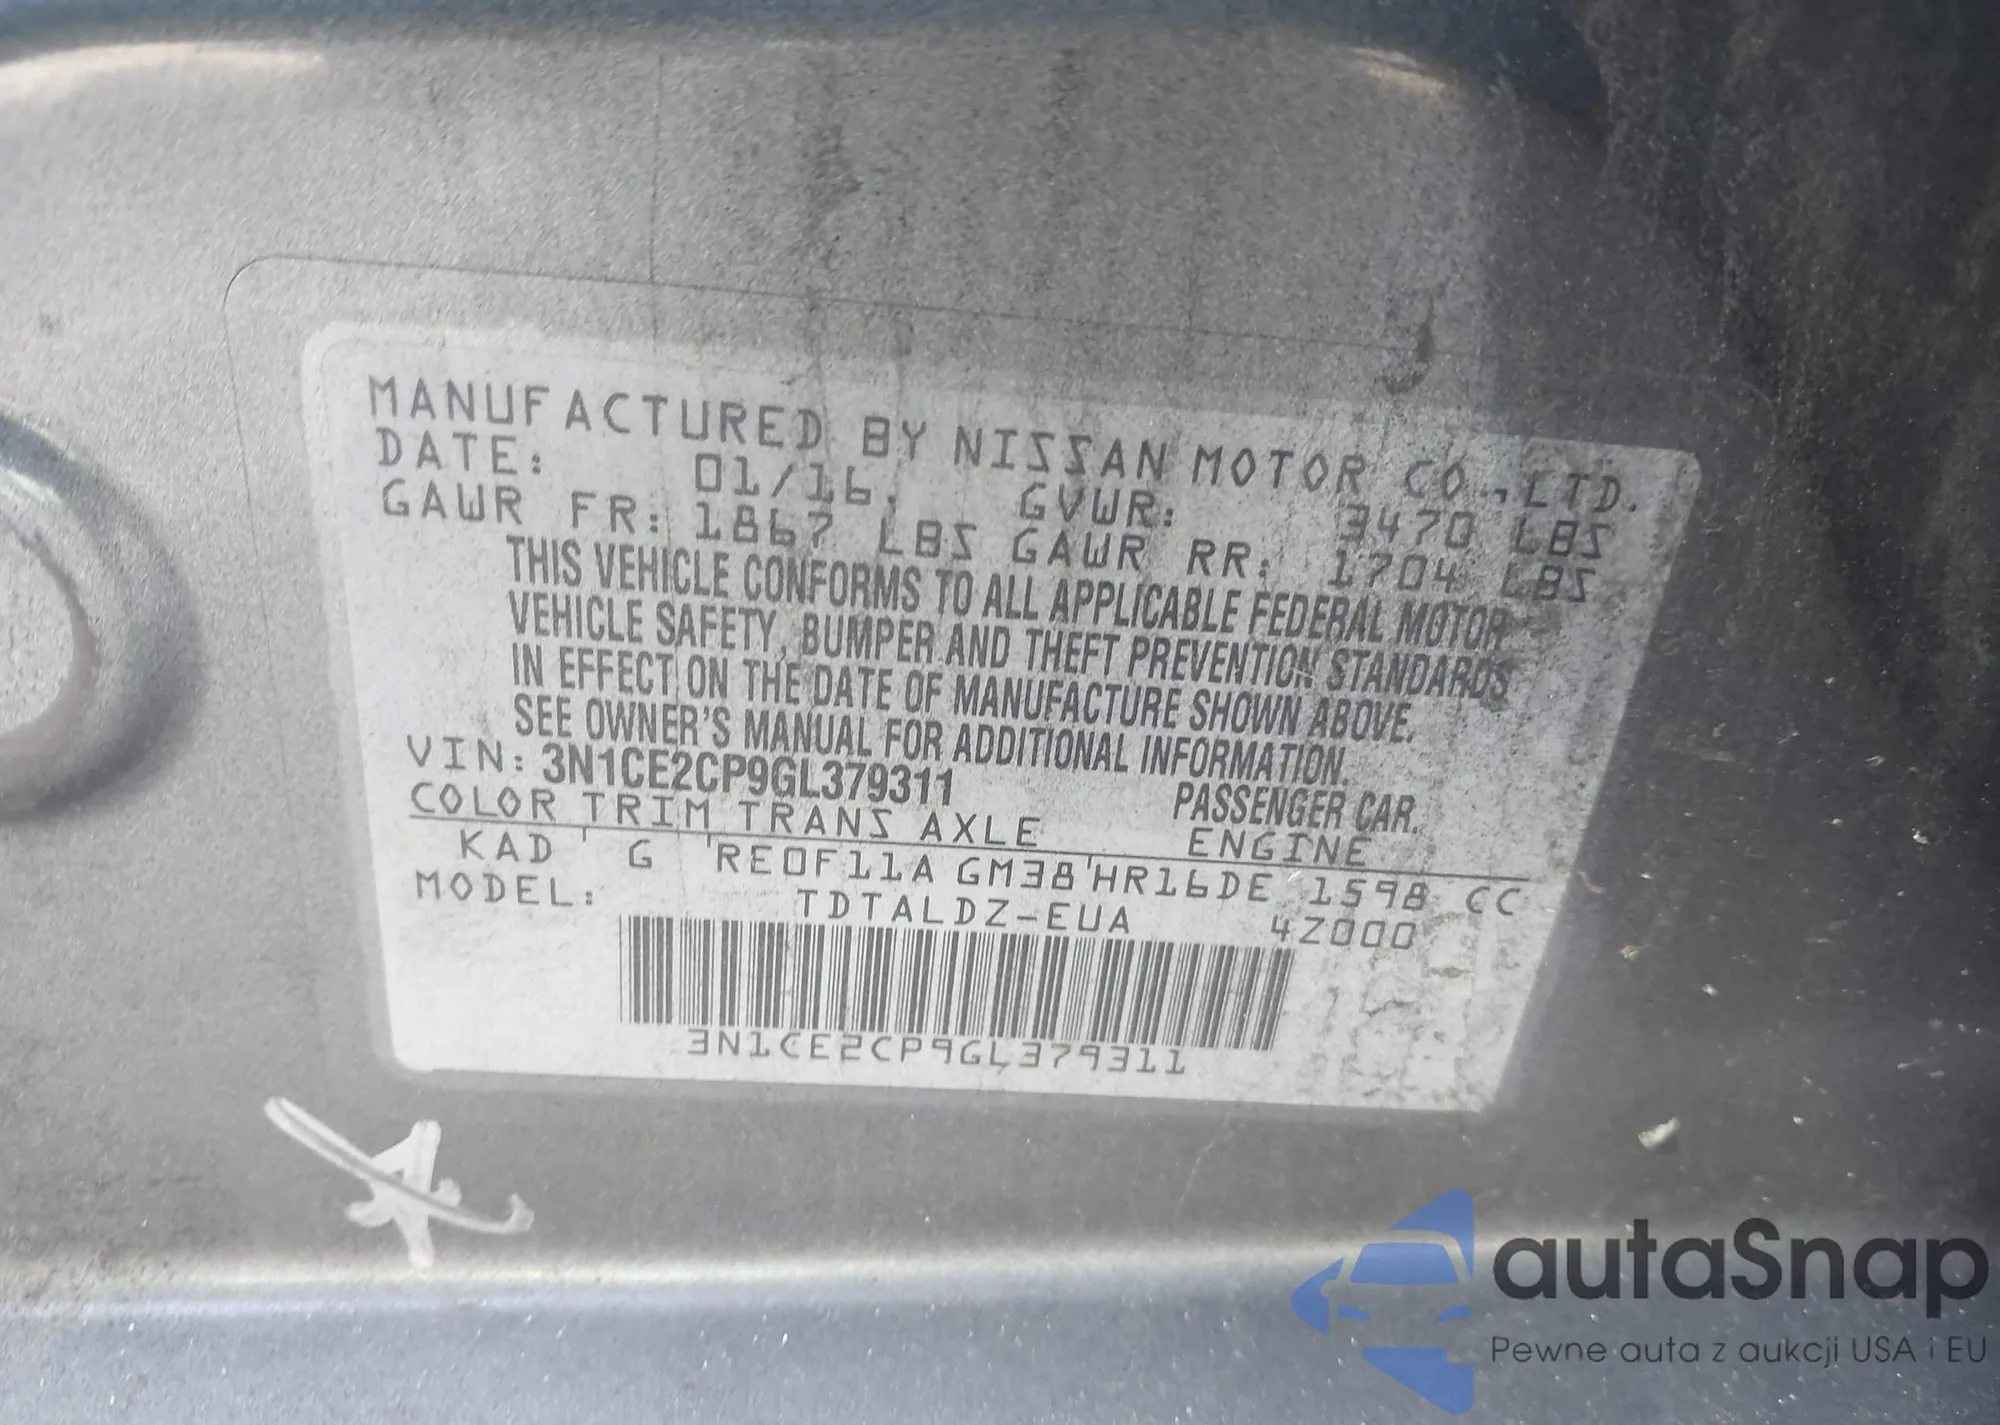 MANUFACTURED BY NISSAN MOTOR CO., LTD.
DATE: 01/16. GVWR: 3470 LBS
GAWR FR: 1867 LBS GAWR RR: 1704 LBS
THIS VEHICLE CONFORMS TO ALL APPLICABLE FEDERAL MOTOR
VEHICLE SAFETY, BUMPER AND THEFT PREVENTION STANDARDS
IN EFFECT ON THE DATE OF MANUFACTURE SHOWN ABOVE.
SEE OWNER'S MANUAL FOR ADDITIONAL INFORMATION.
VIN: 3N1CE2CP9GL379311 PASSENGER CAR.
COLOR TRIM TRANS AXLE ENGINE
KAD ' G 'RE0F11A GM38'HR16DE 1598 CC
MODEL: TDTALDZ-EUA 4Z000
3N1CE2CP9GL379311
autaSnap
Pewne auta z aukcji USA i EU